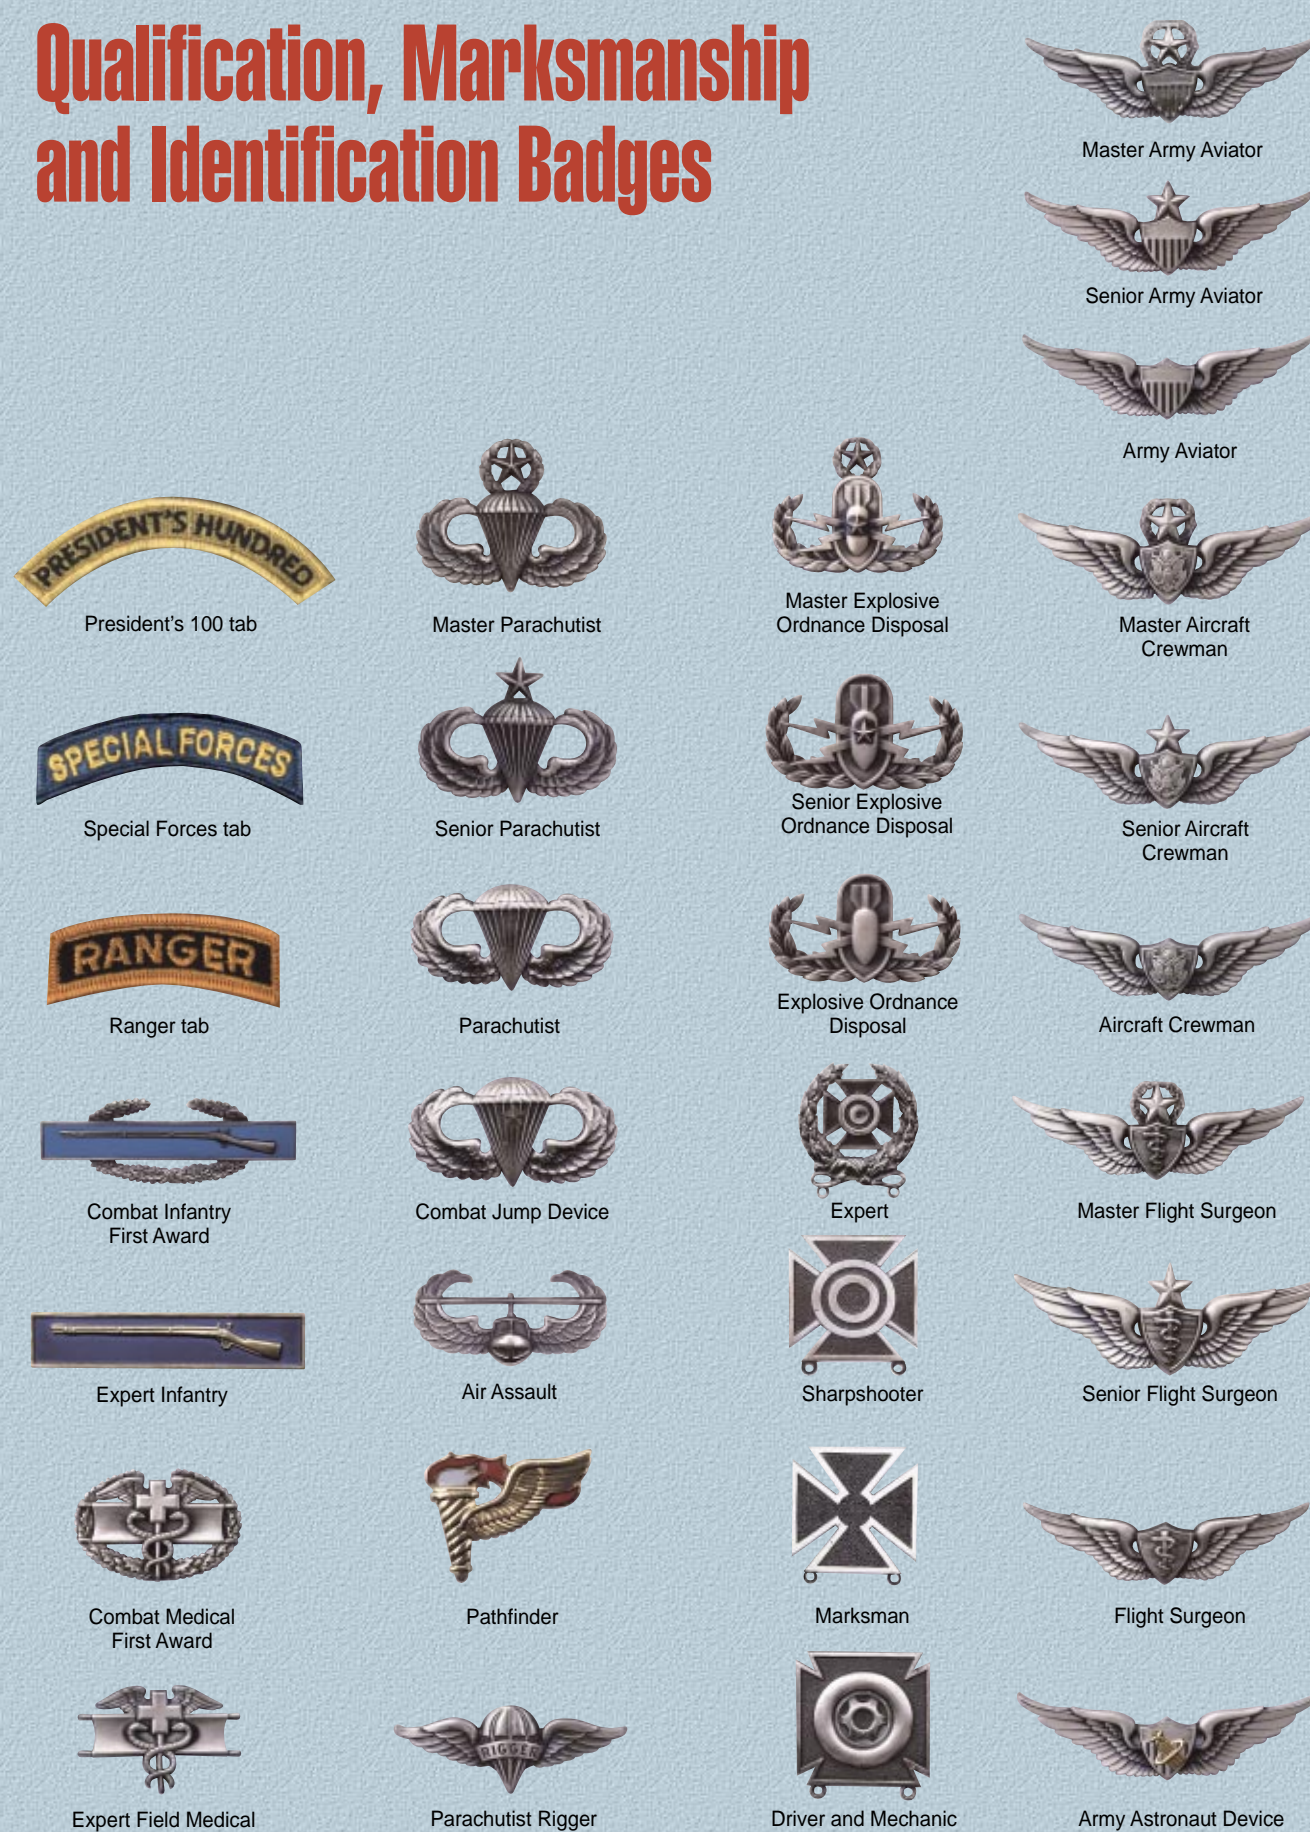 Qualification, Marksmanship
and Identification Badges
Master Army Aviator
Senior Army Aviator
Army Aviator
PRESIDENT'S HUNDRED
President's 100 tab
Master Parachutist
Master Explosive
Ordnance Disposal
Master Aircraft
Crewman
SPECIAL FORCES
Special Forces tab
Senior Parachutist
Senior Explosive
Ordnance Disposal
Senior Aircraft
Crewman
RANGER
Ranger tab
Parachutist
Explosive Ordnance
Disposal
Aircraft Crewman
Combat Infantry
First Award
Combat Jump Device
Expert
Master Flight Surgeon
Expert Infantry
Air Assault
Sharpshooter
Senior Flight Surgeon
Combat Medical
First Award
Pathfinder
Marksman
Flight Surgeon
Expert Field Medical
RIGGER
Parachutist Rigger
Driver and Mechanic
Army Astronaut Device